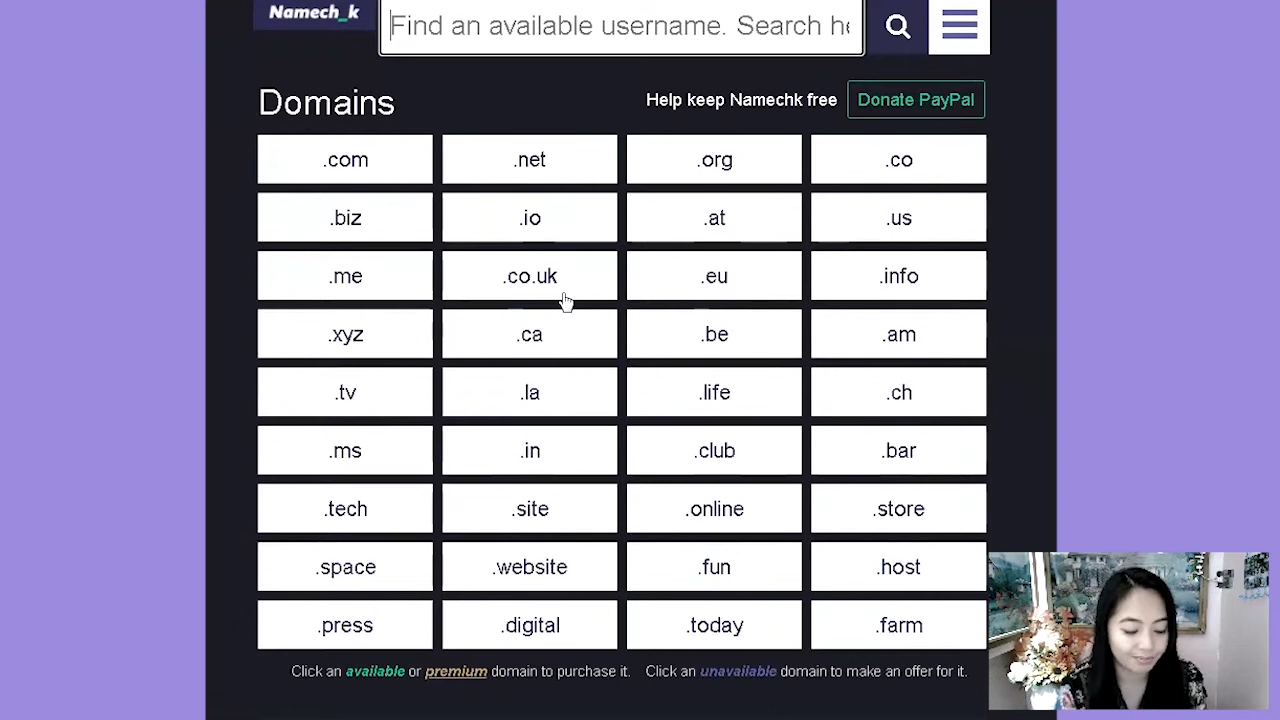 Namech_k
Find an available username. Search he
Domains
Help keep Namechk free
Donate PayPal
.com
.net
.org
.co
.biz
.io
.at
.us
.me
.co.uk
.eu
.info
.xyz
.ca
.be
.am
.tv
.la
.life
.ch
.ms
.in
.club
.bar
.tech
.site
.online
.store
.space
.website
.fun
.host
.press
.digital
.today
.farm
Click an available or premium domain to purchase it.
Click an unavailable domain to make an offer for it.